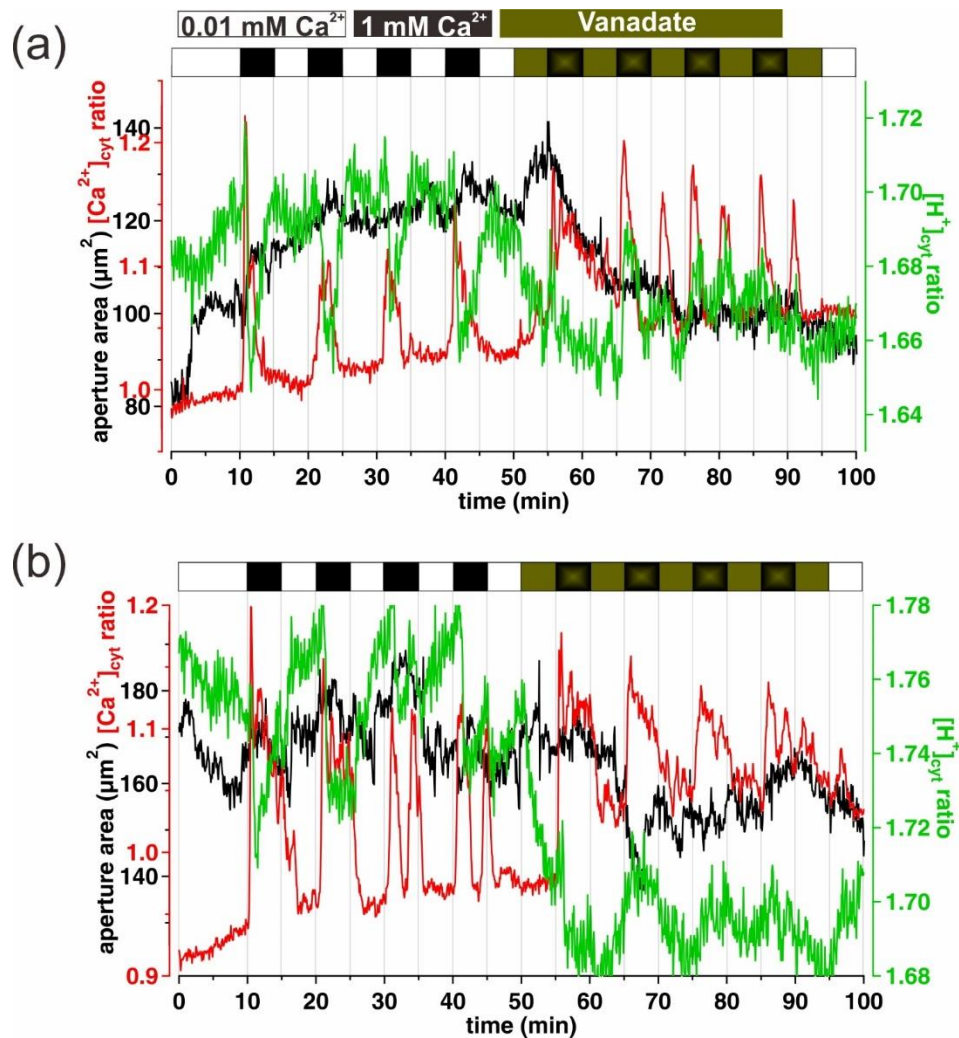 (a)
0.01 mM Ca²⁺ 1 mM Ca²⁺ Vanadate
[Ca²⁺]cyt ratio
1.2
1.1
1.0
aperture area (µm²)
140
120
100
80
1.72
1.70
1.68
1.66
1.64
[H⁺]cyt ratio
0 10 20 30 40 50 60 70 80 90 100
time (min)
(b)
[Ca²⁺]cyt ratio
1.2
1.1
1.0
0.9
aperture area (µm²)
180
160
140
1.78
1.76
1.74
1.72
1.70
1.68
[H⁺]cyt ratio
0 10 20 30 40 50 60 70 80 90 100
time (min)